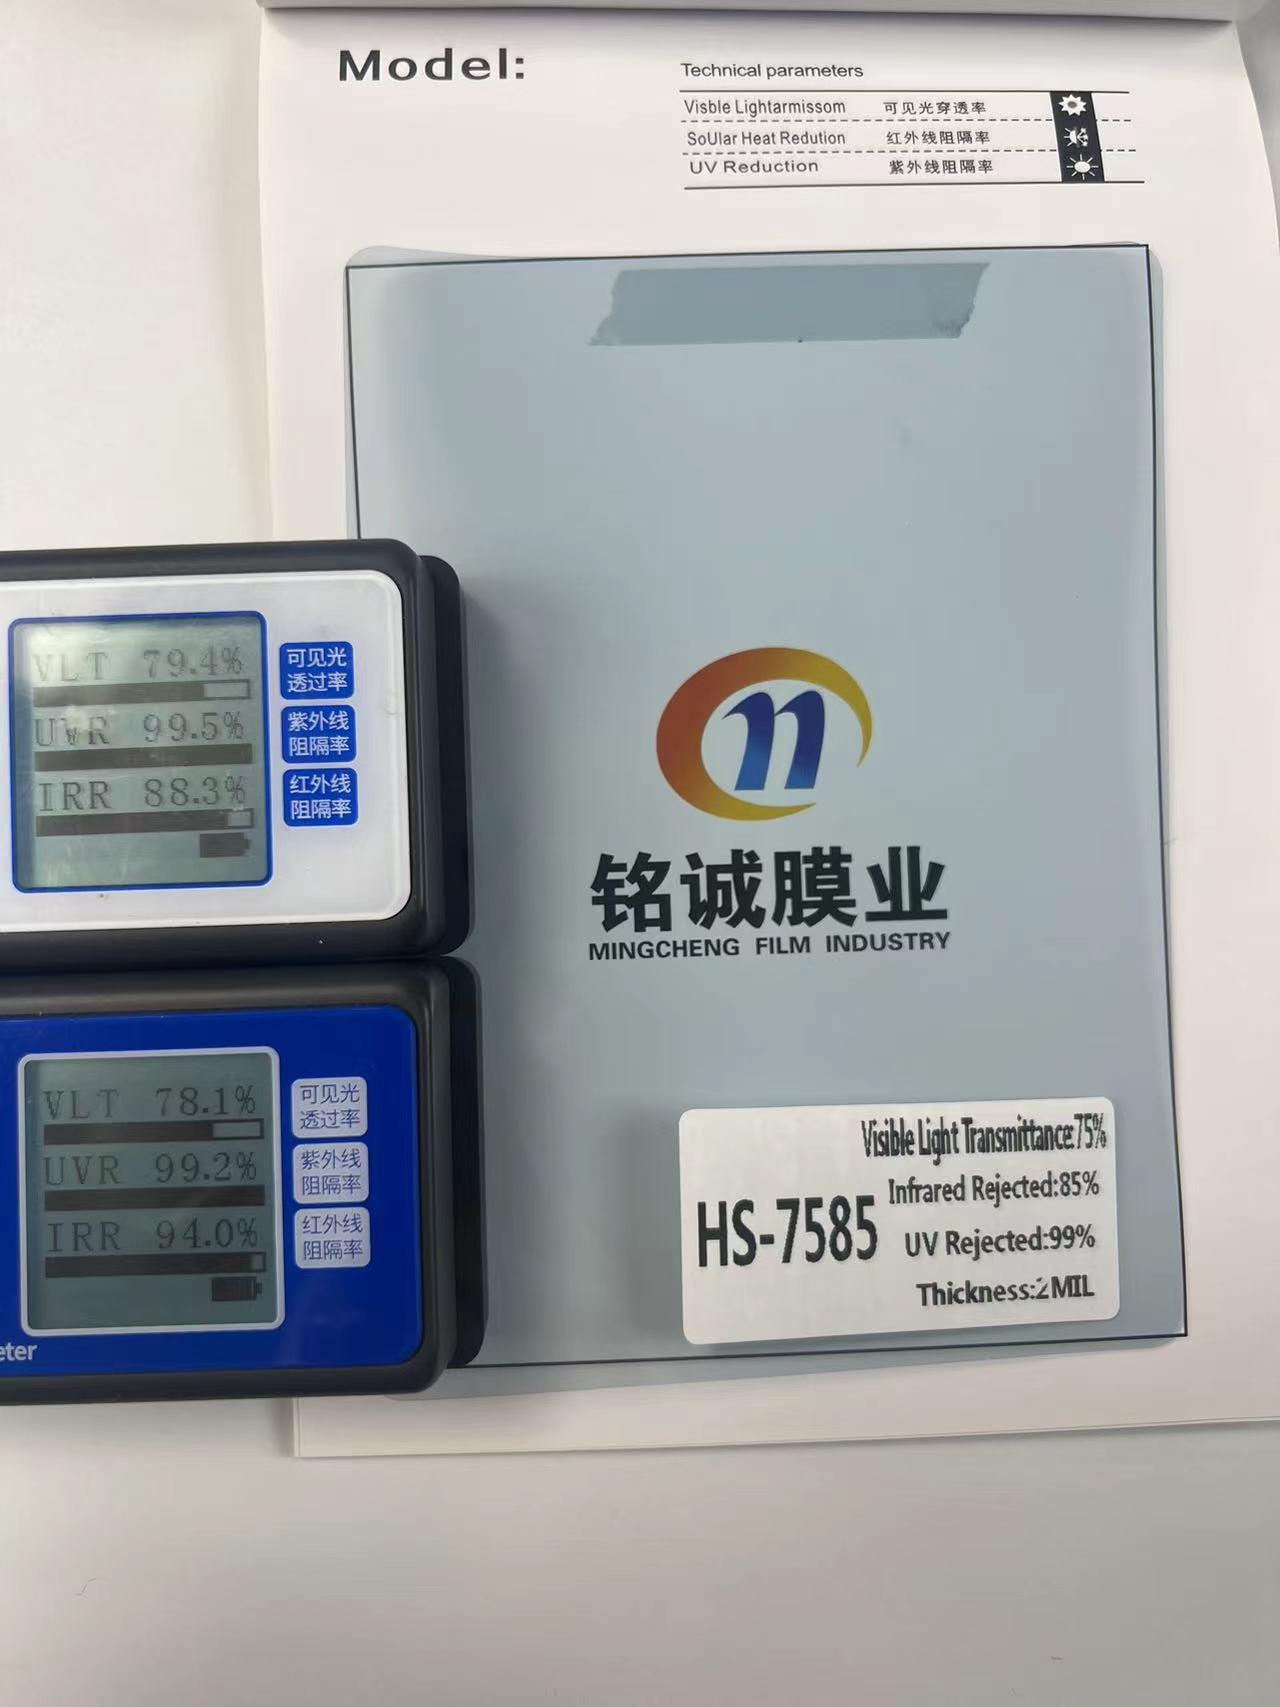 Model:
Technical parameters
Visble Lightarmissom 可见光穿透率
SoUlar Heat Redution 红外线阻隔率
UV Reduction 紫外线阻隔率
VLT 79.4%
UVR 99.5%
IRR 88.3%
可见光
透过率
紫外线
阻隔率
红外线
阻隔率
m
铭诚膜业
MINGCHENG FILM INDUSTRY
VLT 78.1%
UVR 99.2%
IRR 94.0%
可见光
透过率
紫外线
阻隔率
红外线
阻隔率
eter
HS-7585
Visible Light Transmittance:75%
Infrared Rejected:85%
UV Rejected:99%
Thickness:2MIL